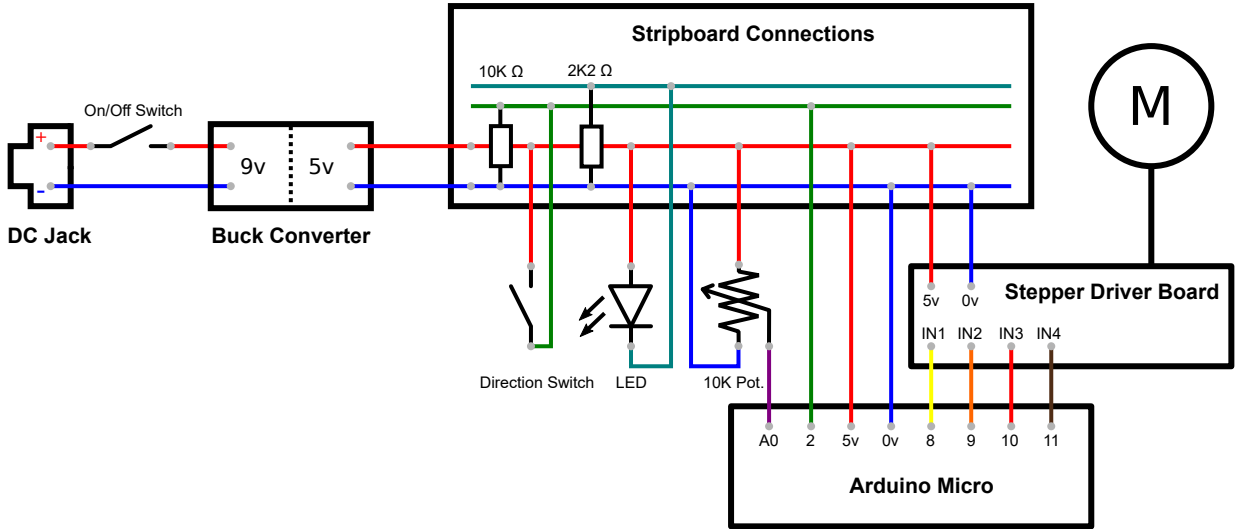 Stripboard Connections
10K Ω
2K2 Ω
On/Off Switch
M
+
9v
5v
-
DC Jack
Buck Converter
Stepper Driver Board
5v
0v
IN1
IN2
IN3
IN4
Direction Switch
LED
10K Pot.
A0
2
5v
0v
8
9
10
11
Arduino Micro